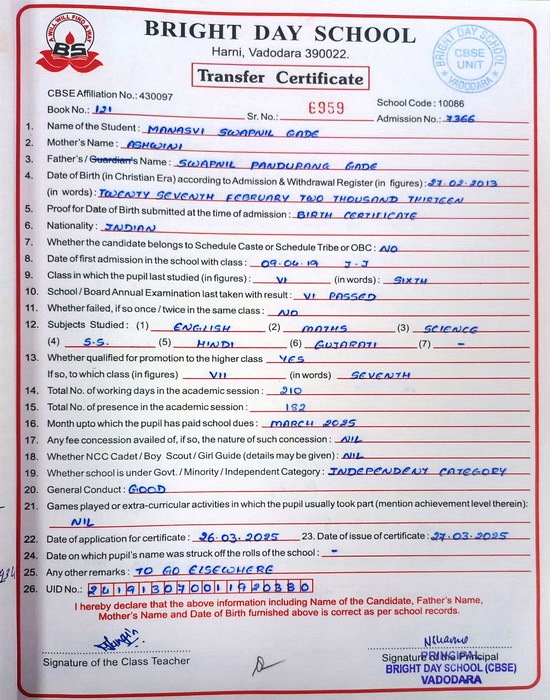 A WILL WILL FIND A WAY
BS
BRIGHT DAY SCHOOL
Harni, Vadodara 390022.
BRIGHT DAY SCHOOL
CBSE
UNIT
VADODARA
Transfer Certificate
CBSE Affiliation No.: 430097
Book No.: 121 Sr. No.: 6959 School Code : 10086
Admission No.: 7366
1. Name of the Student : MANASVI SWAPNIL GADE
2. Mother's Name : ASHWINI
3. Father's / Guardian's Name : SWAPNIL PANDURANG GADE
4. Date of Birth (in Christian Era) according to Admission & Withdrawal Register (in figures) : 27.02.2013
(in words) : TWENTY SEVENTH FEBRUARY TWO THOUSAND THIRTEEN
5. Proof for Date of Birth submitted at the time of admission : BIRTH CERTIFICATE
6. Nationality : INDIAN
7. Whether the candidate belongs to Schedule Caste or Schedule Tribe or OBC : NO
8. Date of first admission in the school with class : 09.04.19 J-J
9. Class in which the pupil last studied (in figures) : VI (in words) : SIXTH
10. School / Board Annual Examination last taken with result : VI PASSED
11. Whether failed, if so once / twice in the same class : NO
12. Subjects Studied : (1) ENGLISH (2) MATHS (3) SCIENCE
(4) S.S. (5) HINDI (6) GUJARATI (7) -
13. Whether qualified for promotion to the higher class YES
If so, to which class (in figures) VII (in words) SEVENTH
14. Total No. of working days in the academic session : 210
15. Total No. of presence in the academic session : 182
16. Month upto which the pupil has paid school dues : MARCH 2025
17. Any fee concession availed of, if so, the nature of such concession : NIL
18. Whether NCC Cadet / Boy Scout / Girl Guide (details may be given) : NIL
19. Whether school is under Govt. / Minority / Independent Category : INDEPENDENT CATEGORY
20. General Conduct : GOOD
21. Games played or extra-curricular activities in which the pupil usually took part (mention achievement level therein):
NIL
22. Date of application for certificate : 26.03.2025 23. Date of issue of certificate : 27.03.2025
24. Date on which pupil's name was struck off the rolls of the school : -
25. Any other remarks : TO GO ELSEWHERE
26. UID No.: 241913070011920380
I hereby declare that the above information including Name of the Candidate, Father's Name,
Mother's Name and Date of Birth furnished above is correct as per school records.
Signature of the Class Teacher Signature of the Principal
PRINCIPAL
BRIGHT DAY SCHOOL (CBSE)
VADODARA